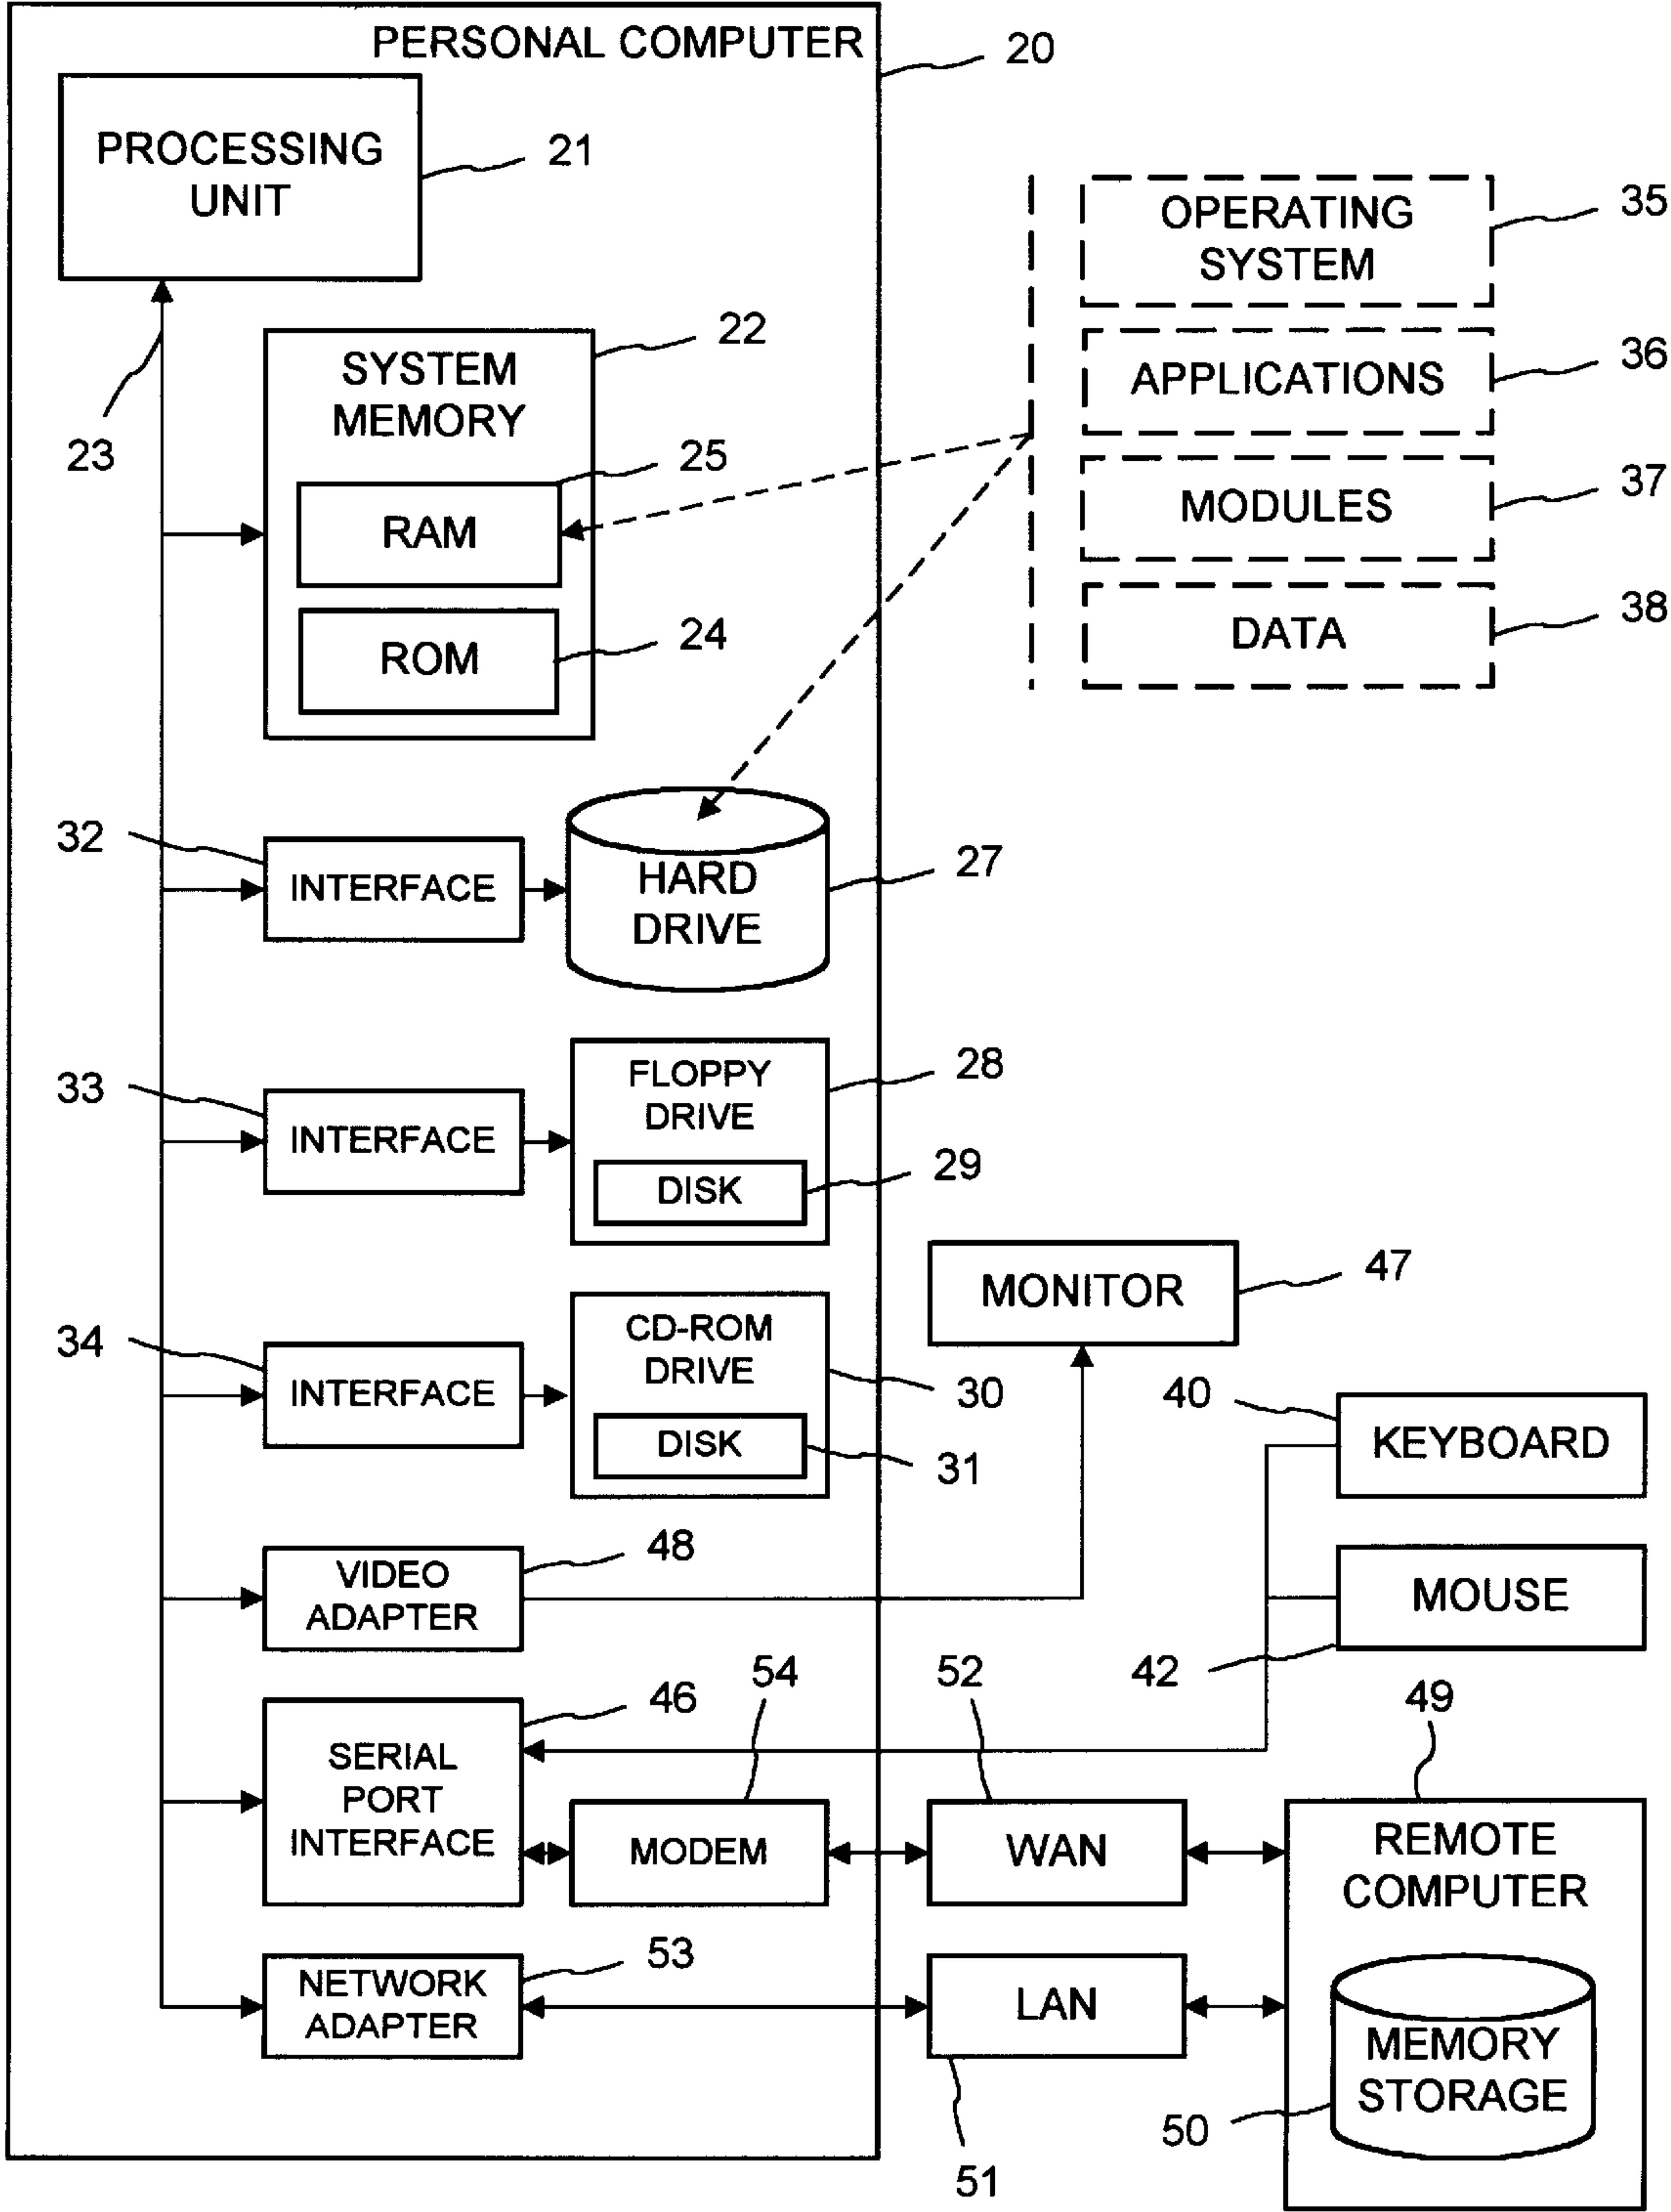 PERSONAL COMPUTER
20
PROCESSING
UNIT
21
OPERATING
SYSTEM
35
23
SYSTEM
MEMORY
22
APPLICATIONS
36
25
RAM
MODULES
37
ROM
24
DATA
38
32
INTERFACE
HARD
DRIVE
27
33
INTERFACE
FLOPPY
DRIVE
28
DISK
29
MONITOR
47
34
INTERFACE
CD-ROM
DRIVE
30
DISK
31
40
KEYBOARD
VIDEO
ADAPTER
48
MOUSE
42
46
SERIAL
PORT
INTERFACE
54
MODEM
52
WAN
49
REMOTE
COMPUTER
NETWORK
ADAPTER
53
LAN
51
MEMORY
STORAGE
50